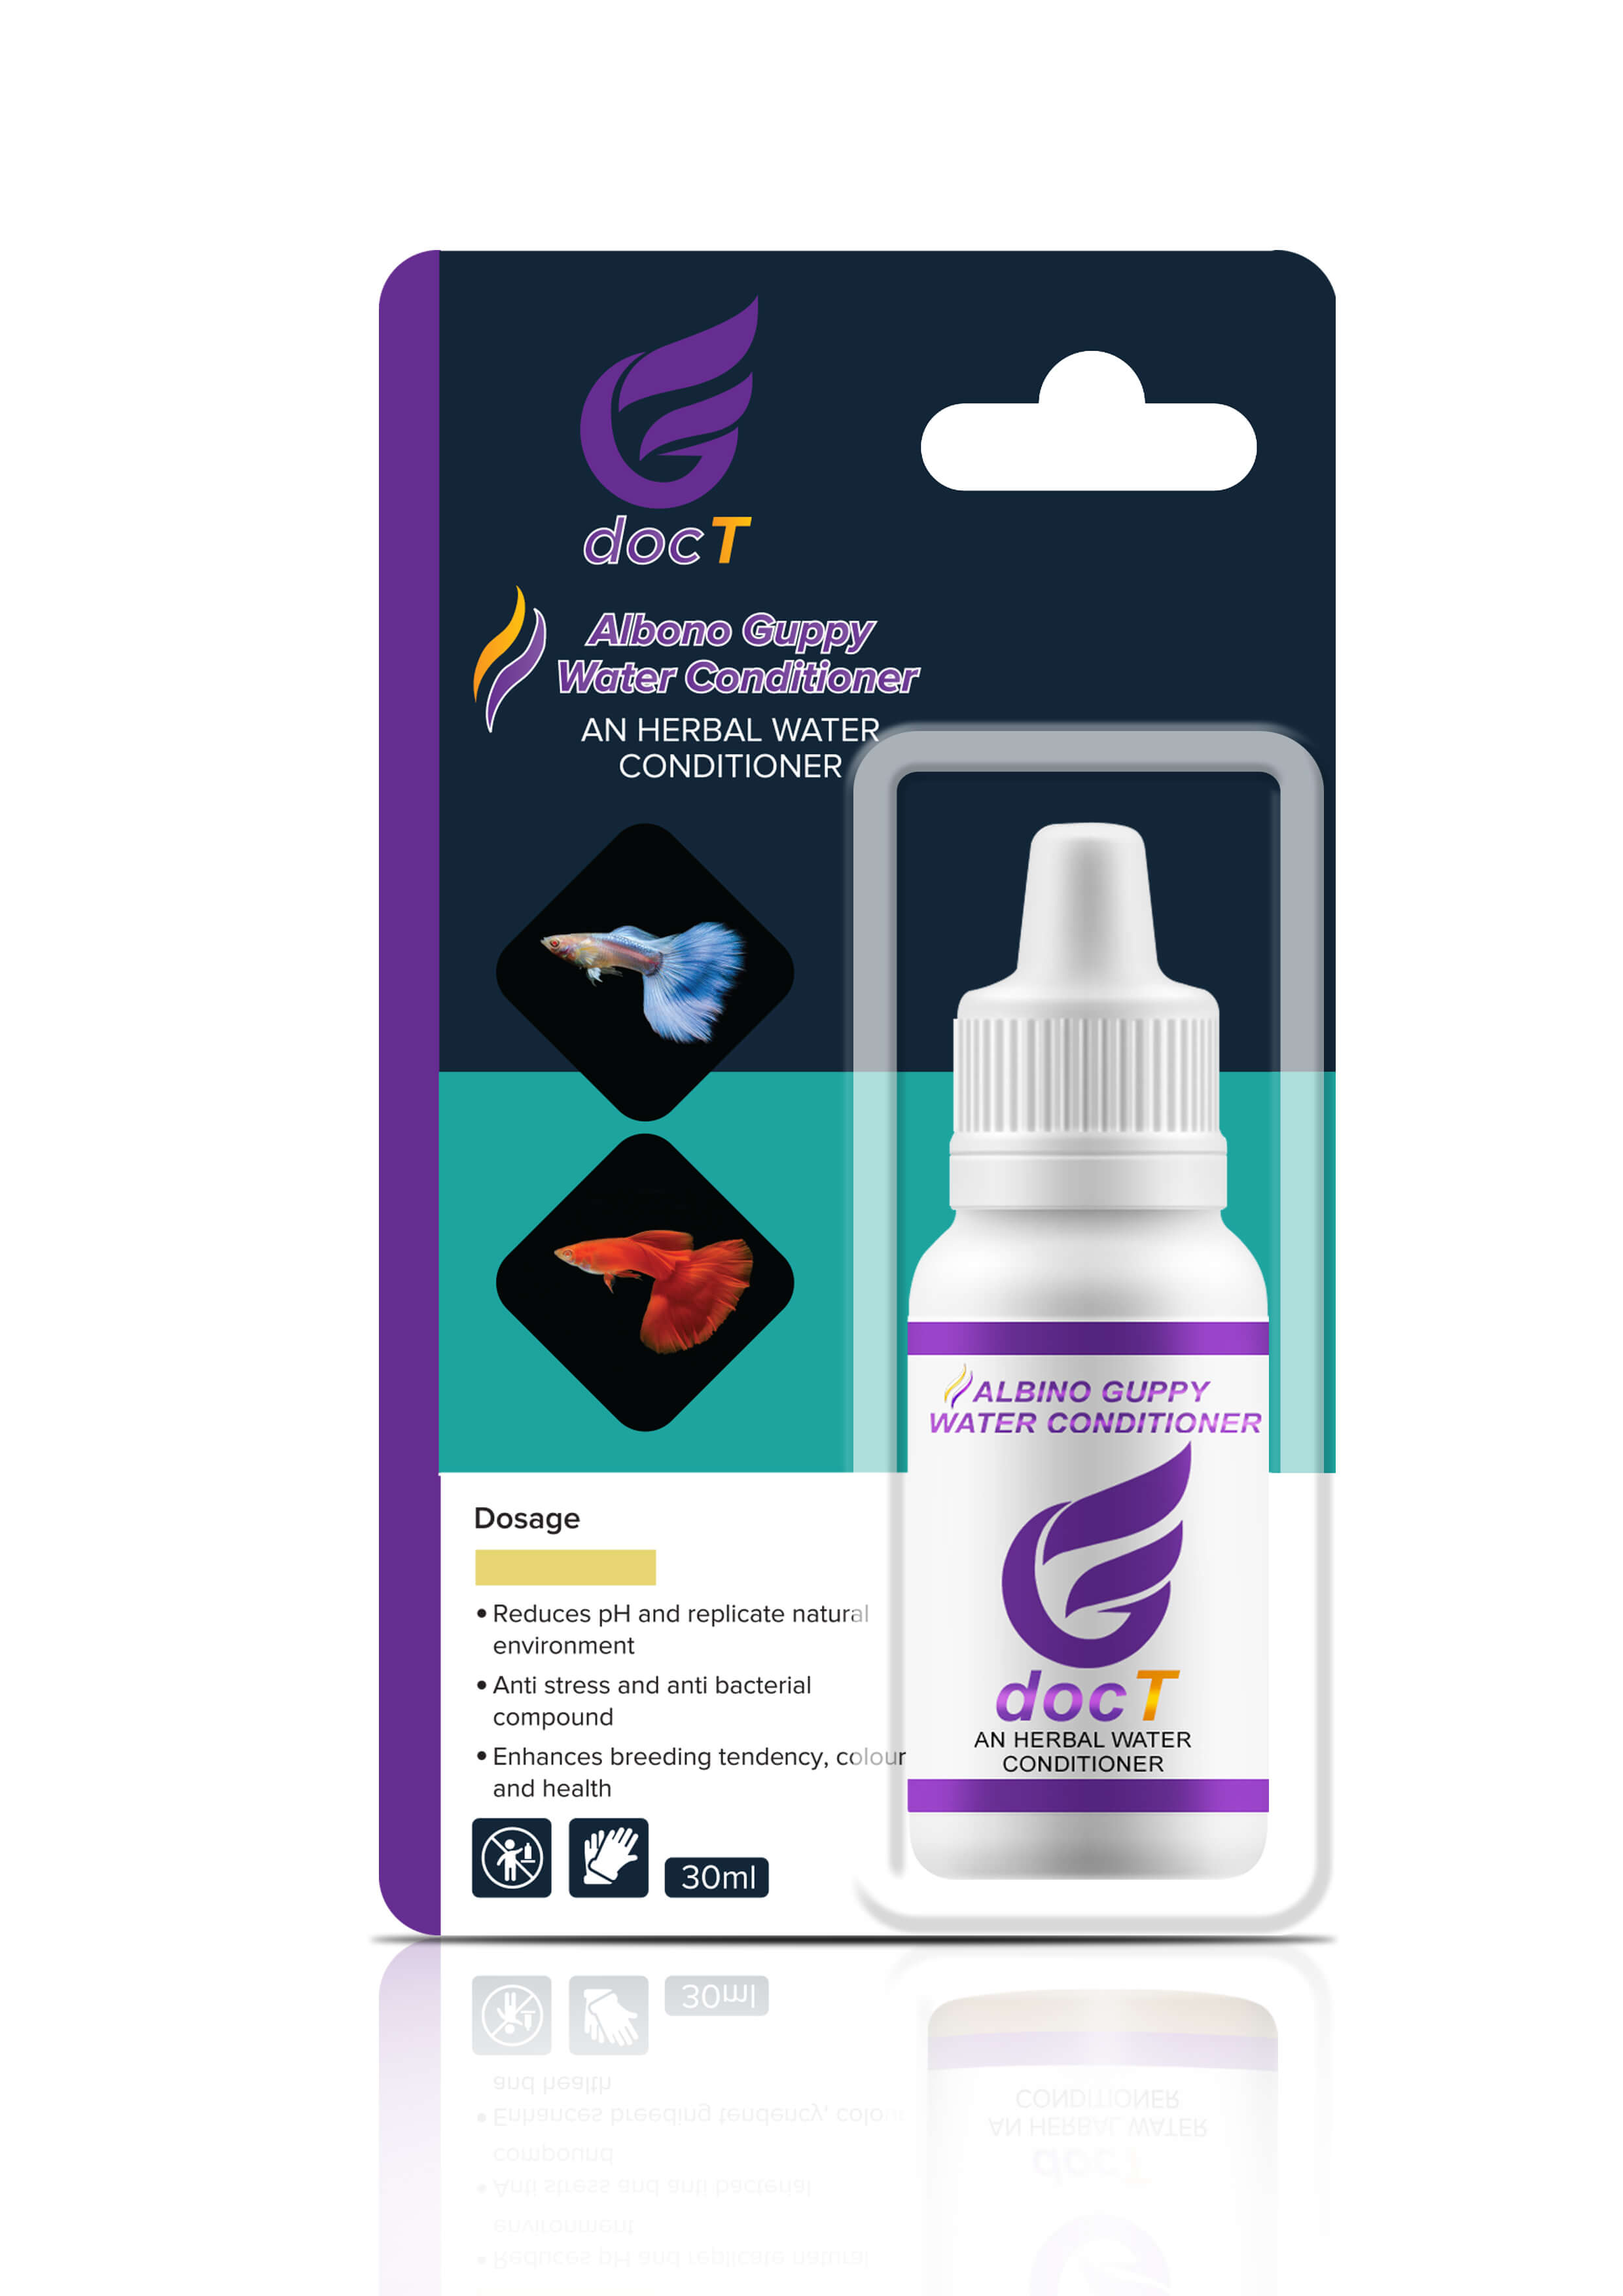 docT
Albono Guppy
Water Conditioner
AN HERBAL WATER
CONDITIONER
ALBINO GUPPY
WATER CONDITIONER
docT
AN HERBAL WATER
CONDITIONER
Dosage
• Reduces pH and replicate natural
environment
• Anti stress and anti bacterial
compound
• Enhances breeding tendency, colour
and health
30ml